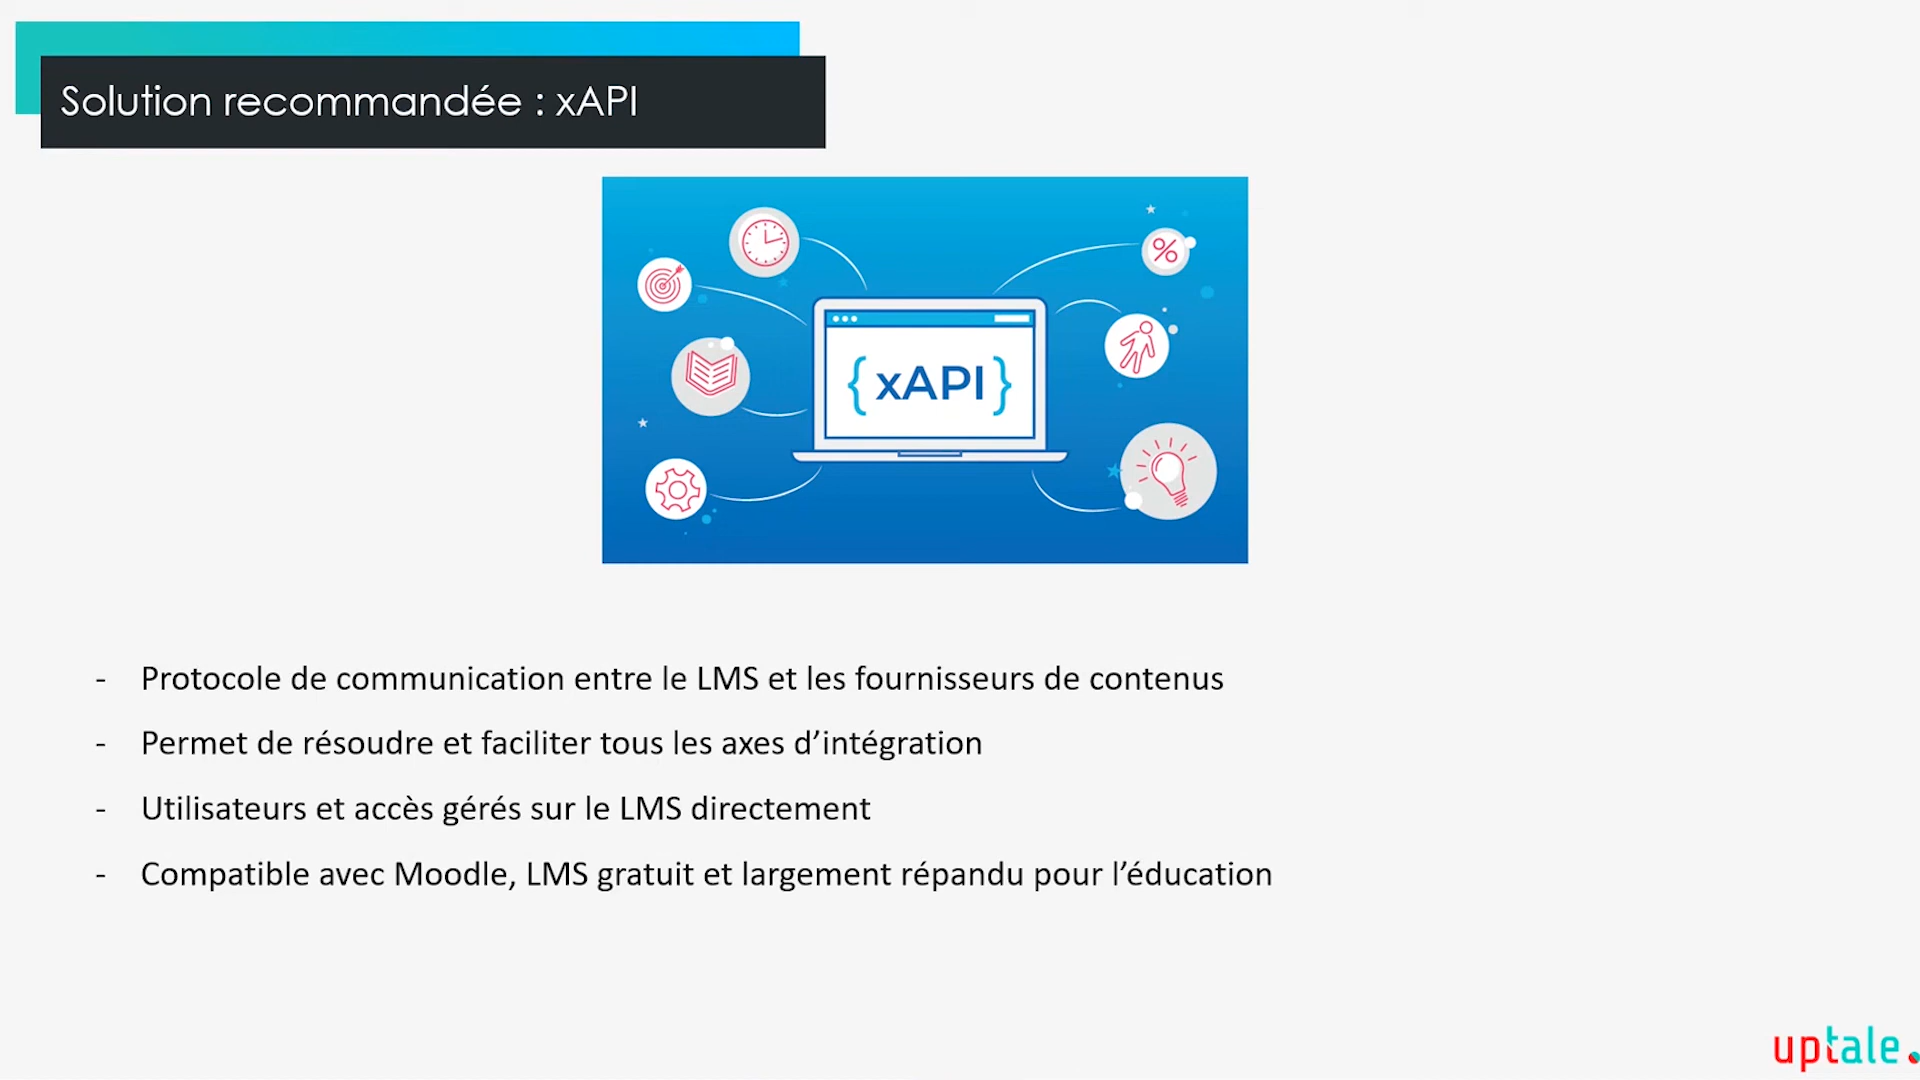 Solution recommandée : xAPI
{ xAPI }
%
- Protocole de communication entre le LMS et les fournisseurs de contenus
- Permet de résoudre et faciliter tous les axes d’intégration
- Utilisateurs et accès gérés sur le LMS directement
- Compatible avec Moodle, LMS gratuit et largement répandu pour l’éducation
uptale.